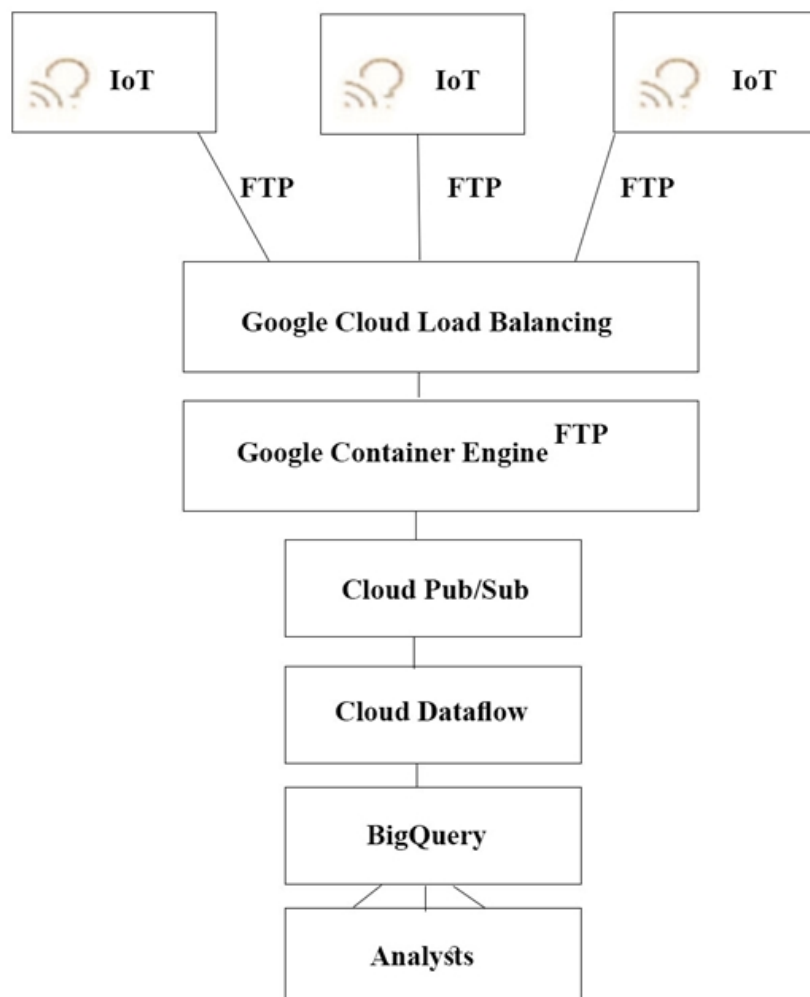 IoT
IoT
IoT
FTP
FTP
FTP
Google Cloud Load Balancing
Google Container Engine FTP
Cloud Pub/Sub
Cloud Dataflow
BigQuery
Analysts